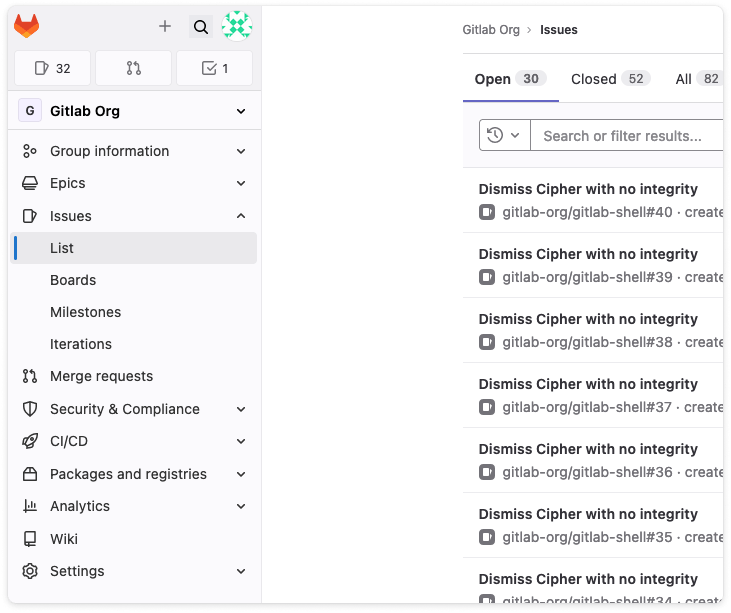 32
1
G Gitlab Org
Group information
Epics
Issues
List
Boards
Milestones
Iterations
Merge requests
Security & Compliance
CI/CD
Packages and registries
Analytics
Wiki
Settings
Gitlab Org › Issues
Open 30 Closed 52 All 82
Search or filter results...
Dismiss Cipher with no integrity
gitlab-org/gitlab-shell#40 · create
Dismiss Cipher with no integrity
gitlab-org/gitlab-shell#39 · create
Dismiss Cipher with no integrity
gitlab-org/gitlab-shell#38 · create
Dismiss Cipher with no integrity
gitlab-org/gitlab-shell#37 · create
Dismiss Cipher with no integrity
gitlab-org/gitlab-shell#36 · create
Dismiss Cipher with no integrity
gitlab-org/gitlab-shell#35 · create
Dismiss Cipher with no integrity
gitlab-org/gitlab-shell#34 · create